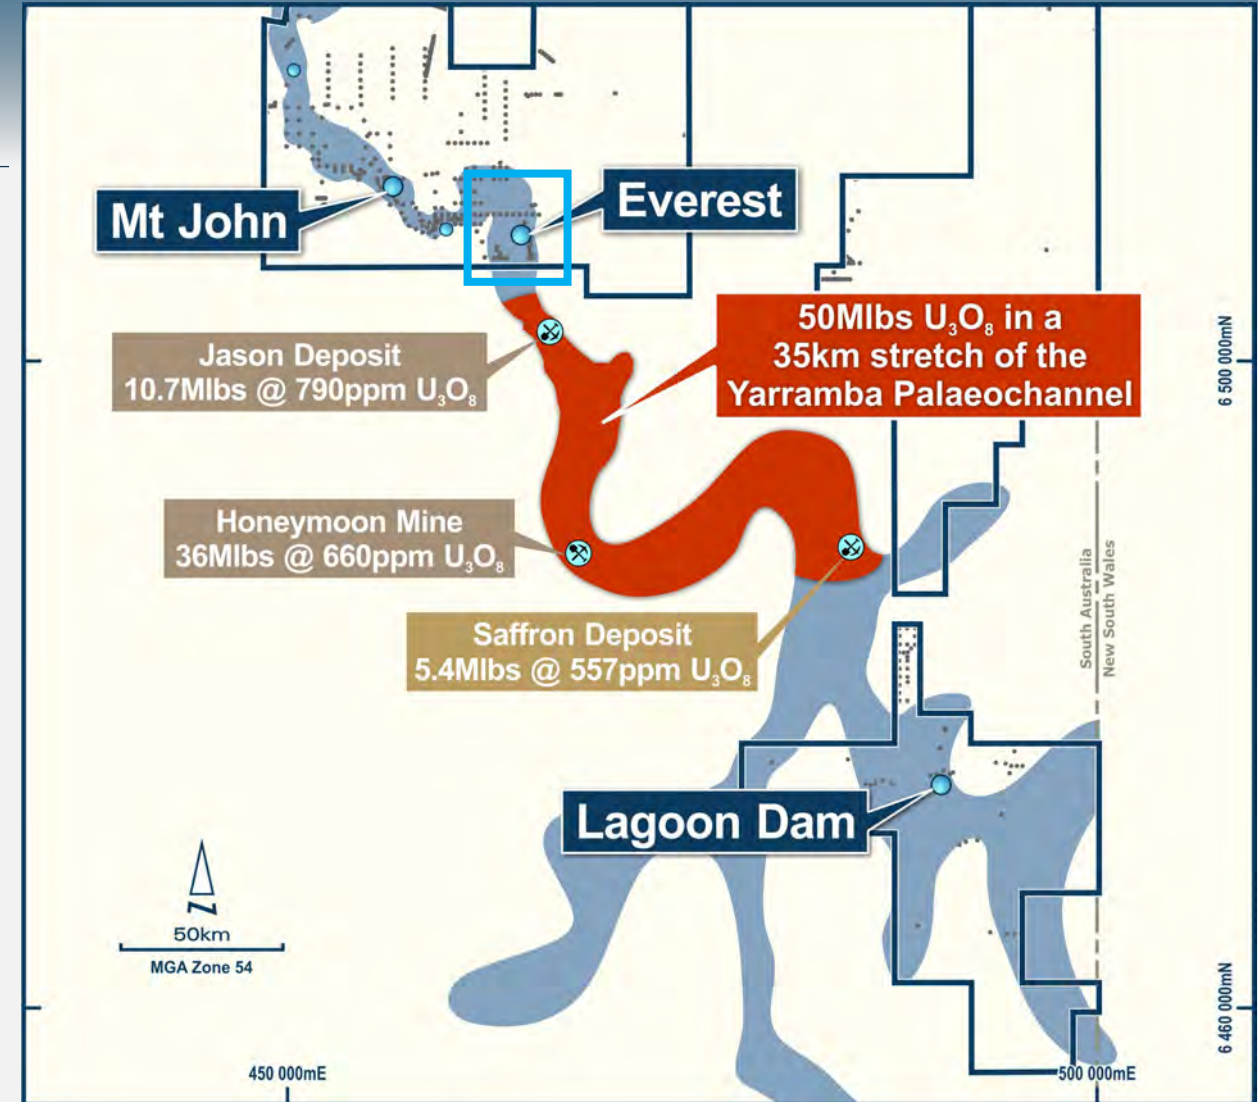 Mt John
Everest
50Mlbs U₃O₈ in a
35km stretch of the
Yarramba Palaeochannel
Jason Deposit
10.7Mlbs @ 790ppm U₃O₈
6 500 000mN
Honeymoon Mine
36Mlbs @ 660ppm U₃O₈
Saffron Deposit
5.4Mlbs @ 557ppm U₃O₈
South Australia
New South Wales
Lagoon Dam
N
50km
MGA Zone 54
6 460 000mN
450 000mE
500 000mE